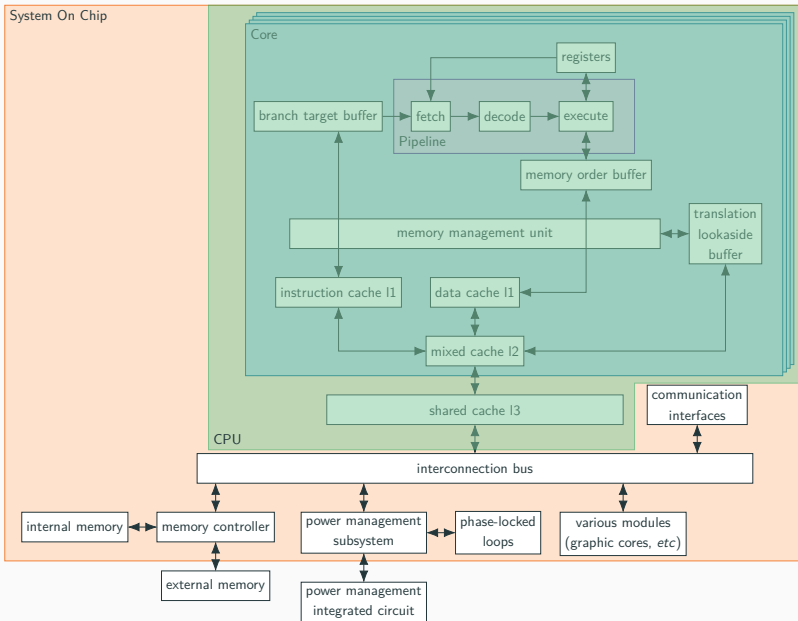 System On Chip
Core
registers
branch target buffer
fetch
decode
execute
Pipeline
memory order buffer
translation
lookaside
buffer
memory management unit
instruction cache l1
data cache l1
mixed cache l2
shared cache l3
communication
interfaces
CPU
interconnection bus
internal memory
memory controller
power management
subsystem
phase-locked
loops
various modules
(graphic cores, etc)
external memory
power management
integrated circuit